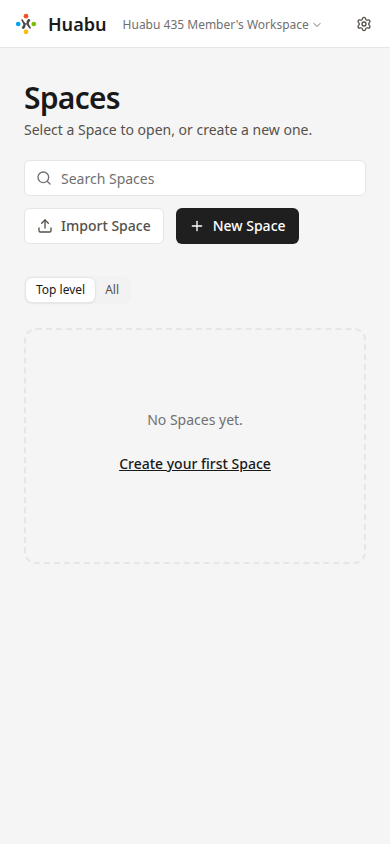 Huabu
Huabu 435 Member's Workspace
Spaces
Select a Space to open, or create a new one.
Search Spaces
Import Space
New Space
Top level
All
No Spaces yet.
Create your first Space